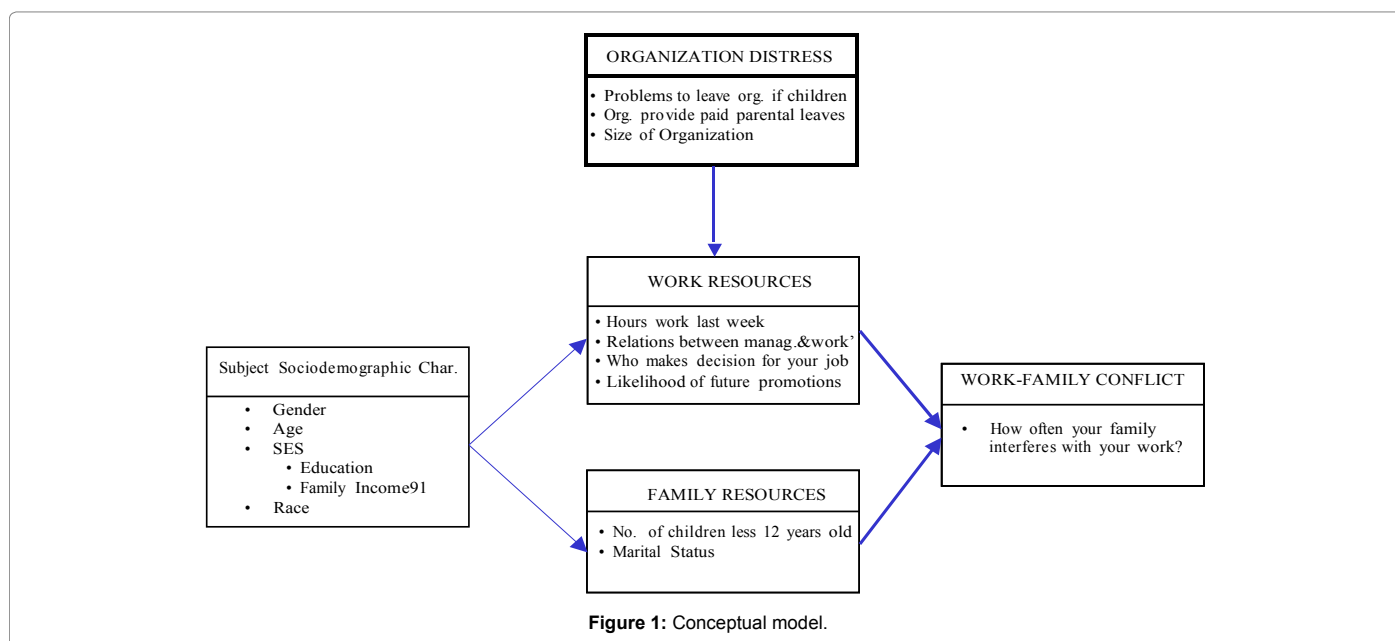 ORGANIZATION DISTRESS
• Problems to leave org. if children
• Org. provide paid parental leaves
• Size of Organization
WORK RESOURCES
• Hours work last week
• Relations between manag.&work’
• Who makes decision for your job
• Likelihood of future promotions
Subject Sociodemographic Char.
• Gender
• Age
• SES
• Education
• Family Income91
• Race
FAMILY RESOURCES
• No. of children less 12 years old
• Marital Status
WORK-FAMILY CONFLICT
• How often your family
interferes with your work?
Figure 1: Conceptual model.